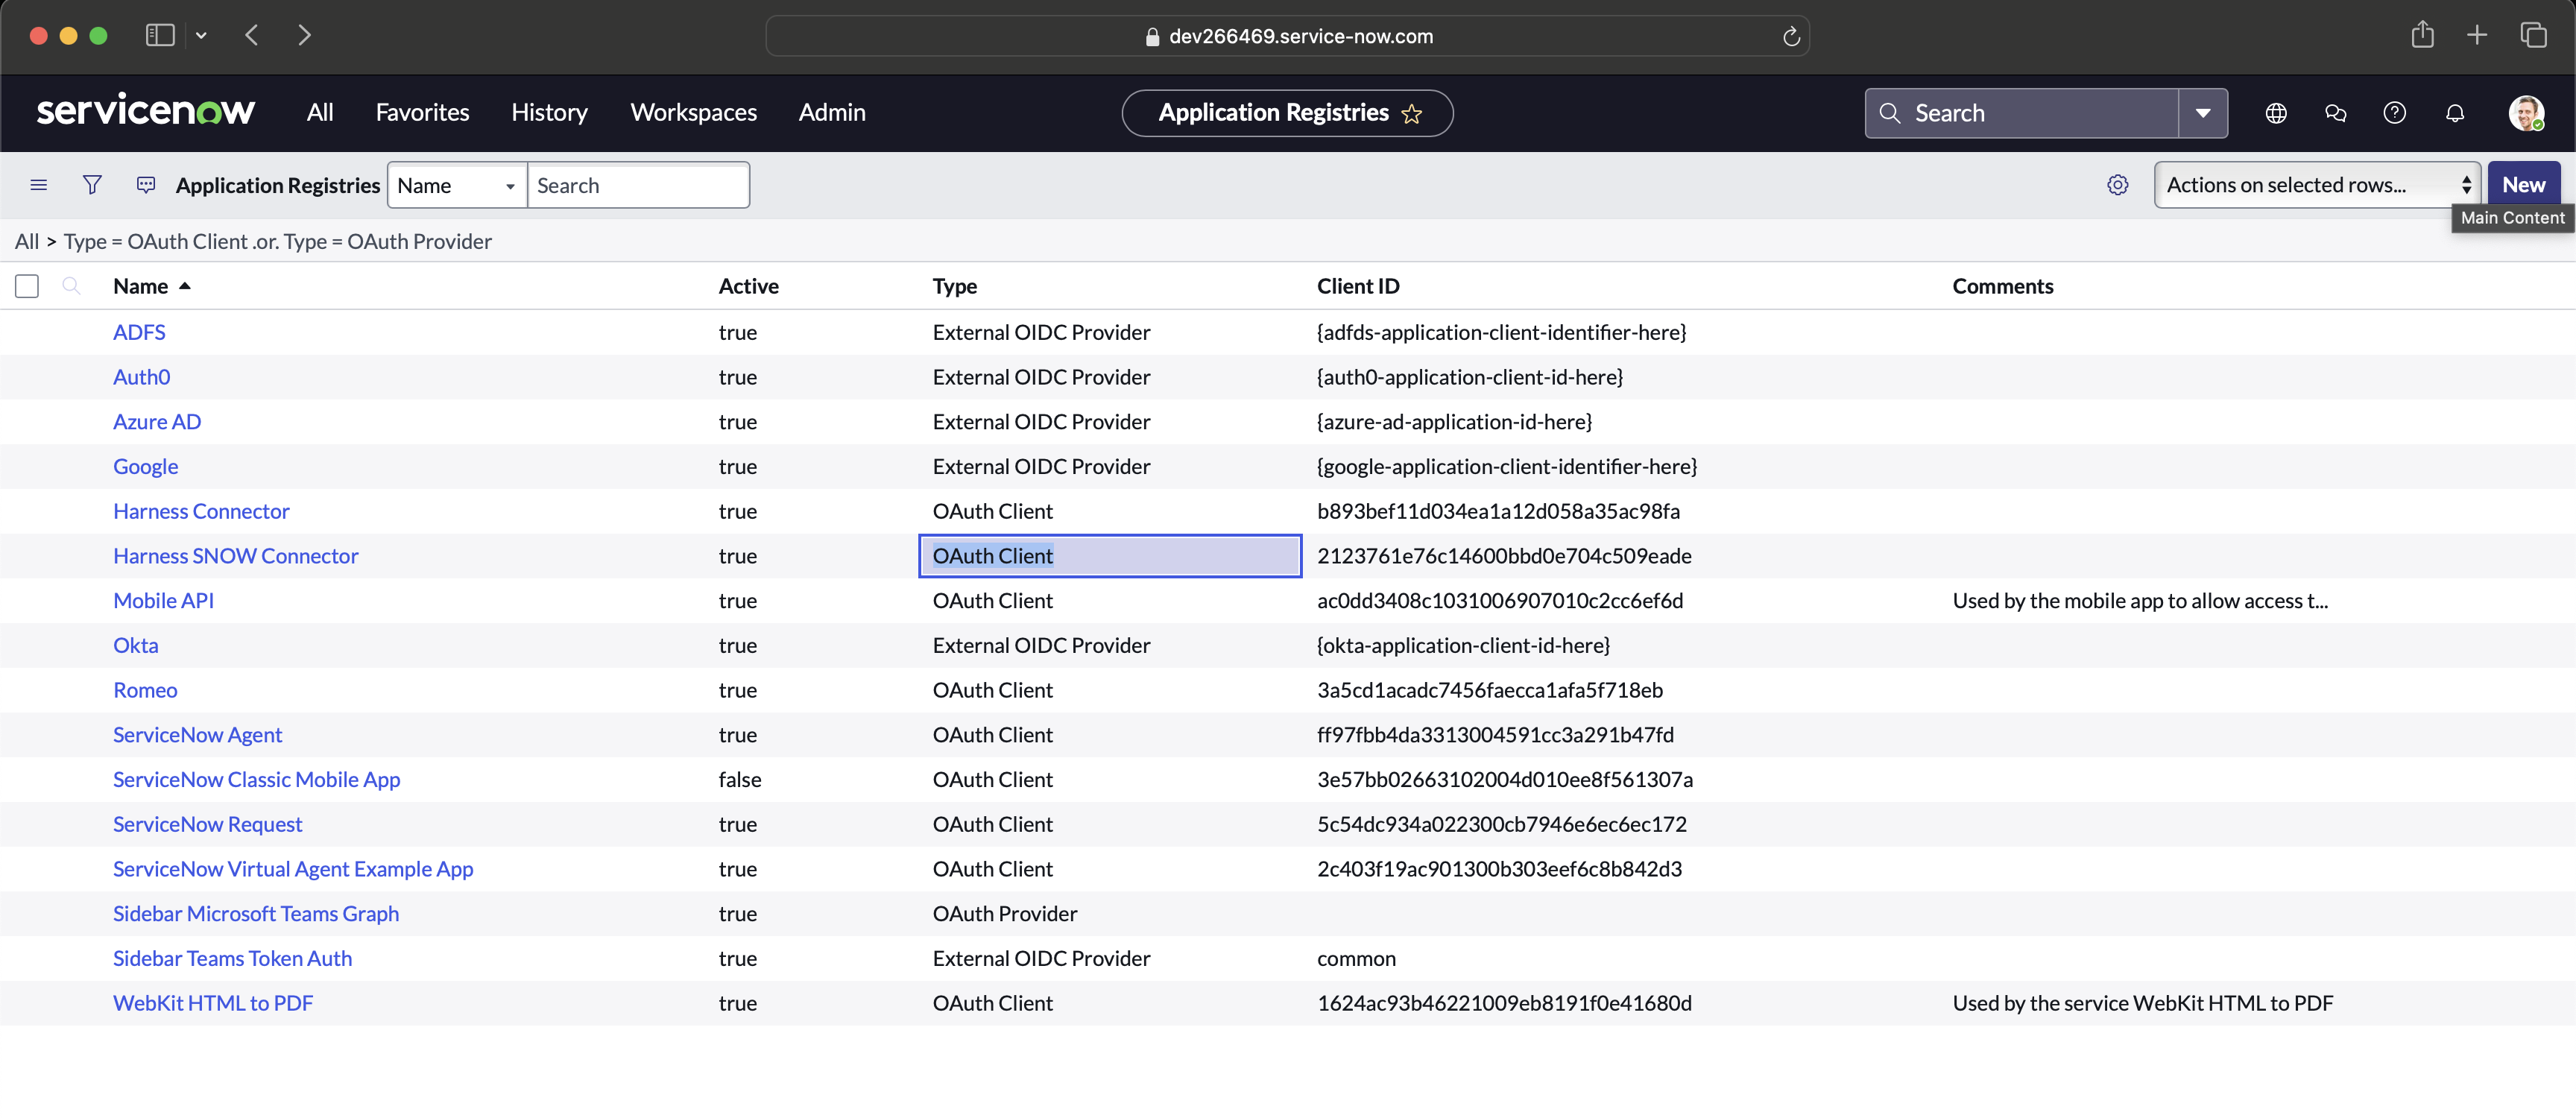 dev266469.service-now.com
servicenow All Favorites History Workspaces Admin Application Registries Search
Application Registries Name Search Actions on selected rows... New
Main Content
All > Type = OAuth Client .or. Type = OAuth Provider
Name Active Type Client ID Comments
ADFS true External OIDC Provider {adfds-application-client-identifier-here}
Auth0 true External OIDC Provider {auth0-application-client-id-here}
Azure AD true External OIDC Provider {azure-ad-application-id-here}
Google true External OIDC Provider {google-application-client-identifier-here}
Harness Connector true OAuth Client b893bef11d034ea1a12d058a35ac98fa
Harness SNOW Connector true OAuth Client 2123761e76c14600bbd0e704c509eade
Mobile API true OAuth Client ac0dd3408c1031006907010c2cc6ef6d Used by the mobile app to allow access t...
Okta true External OIDC Provider {okta-application-client-id-here}
Romeo true OAuth Client 3a5cd1acadc7456faecca1afa5f718eb
ServiceNow Agent true OAuth Client ff97fbb4da3313004591cc3a291b47fd
ServiceNow Classic Mobile App false OAuth Client 3e57bb02663102004d010ee8f561307a
ServiceNow Request true OAuth Client 5c54dc934a022300cb7946e6ec6ec172
ServiceNow Virtual Agent Example App true OAuth Client 2c403f19ac901300b303eef6c8b842d3
Sidebar Microsoft Teams Graph true OAuth Provider
Sidebar Teams Token Auth true External OIDC Provider common
WebKit HTML to PDF true OAuth Client 1624ac93b46221009eb8191f0e41680d Used by the service WebKit HTML to PDF